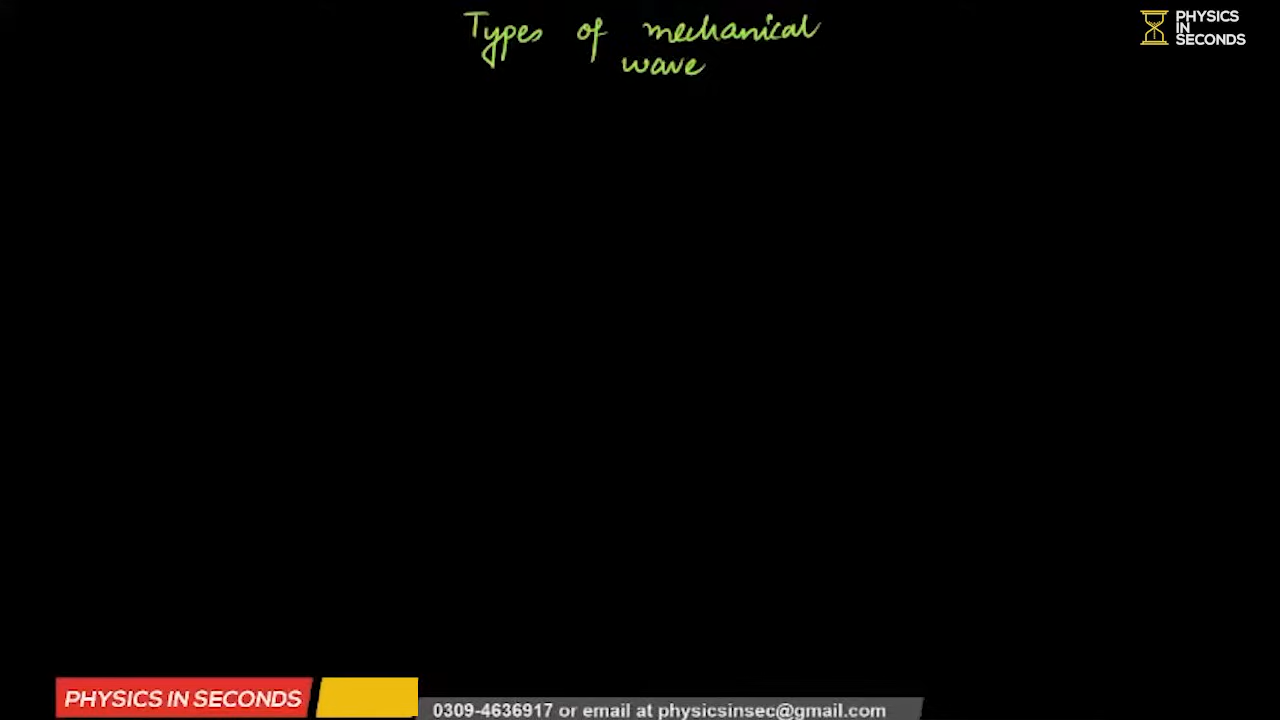 Types of mechanical
wave
PHYSICS
IN
SECONDS
PHYSICS IN SECONDS
0309-4636917 or email at physicsinsec@gmail.com